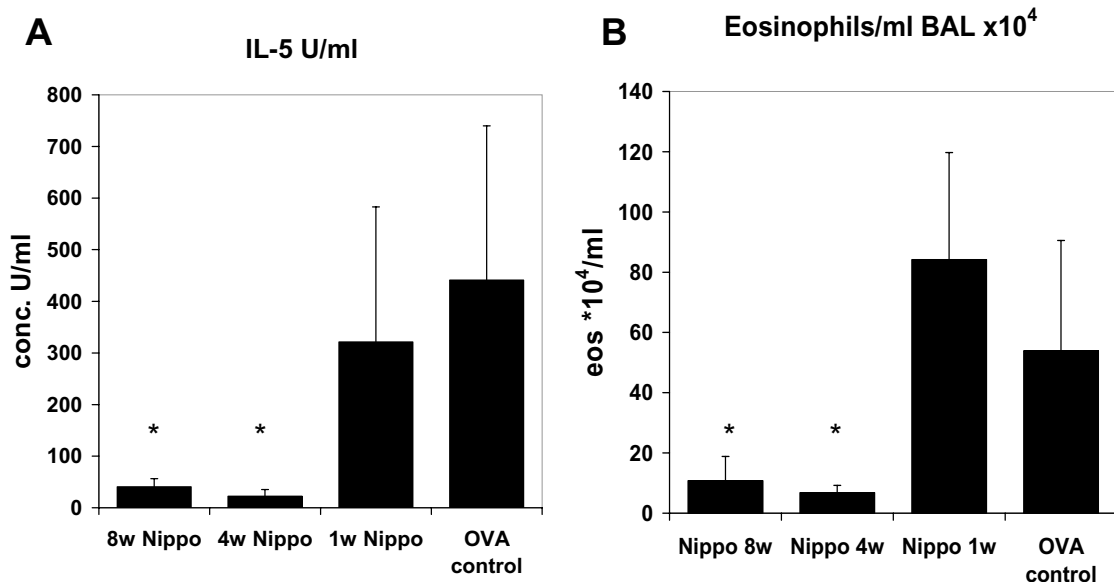 A
IL-5 U/ml
conc. U/ml
800
700
600
500
400
300
200
100
0
*
*
8w Nippo
4w Nippo
1w Nippo
OVA
control
B
Eosinophils/ml BAL x10⁴
eos *10⁴/ml
140
120
100
80
60
40
20
0
*
*
Nippo 8w
Nippo 4w
Nippo 1w
OVA
control